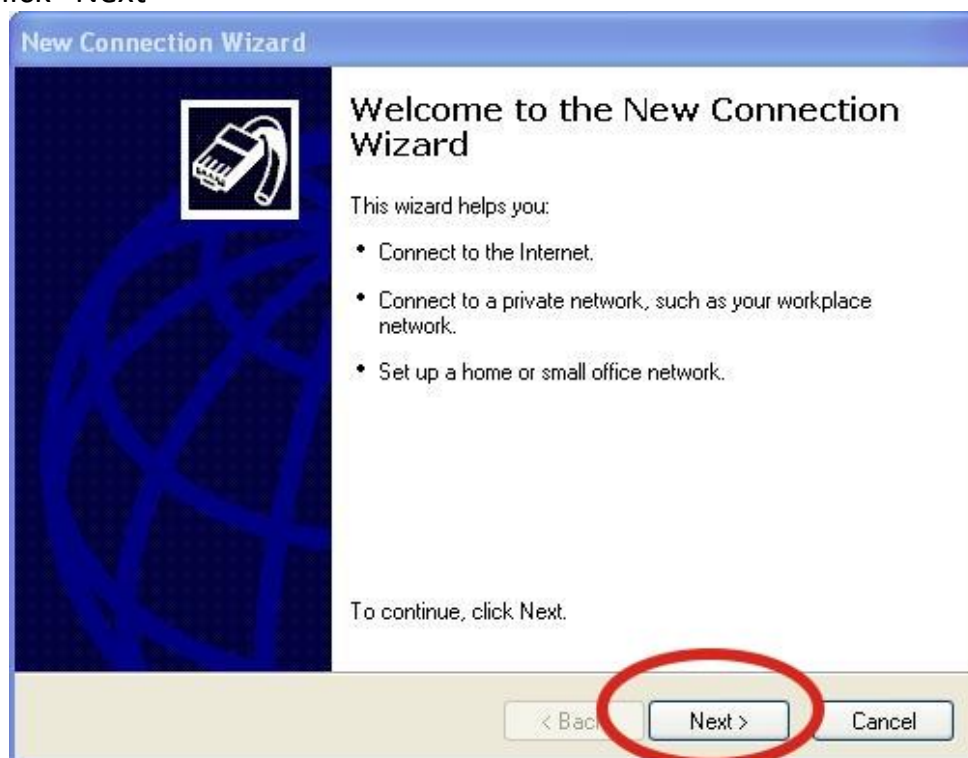 New Connection Wizard
Welcome to the New Connection
Wizard
This wizard helps you:
• Connect to the Internet.
• Connect to a private network, such as your workplace
network.
• Set up a home or small office network.
To continue, click Next.
Next >
Cancel